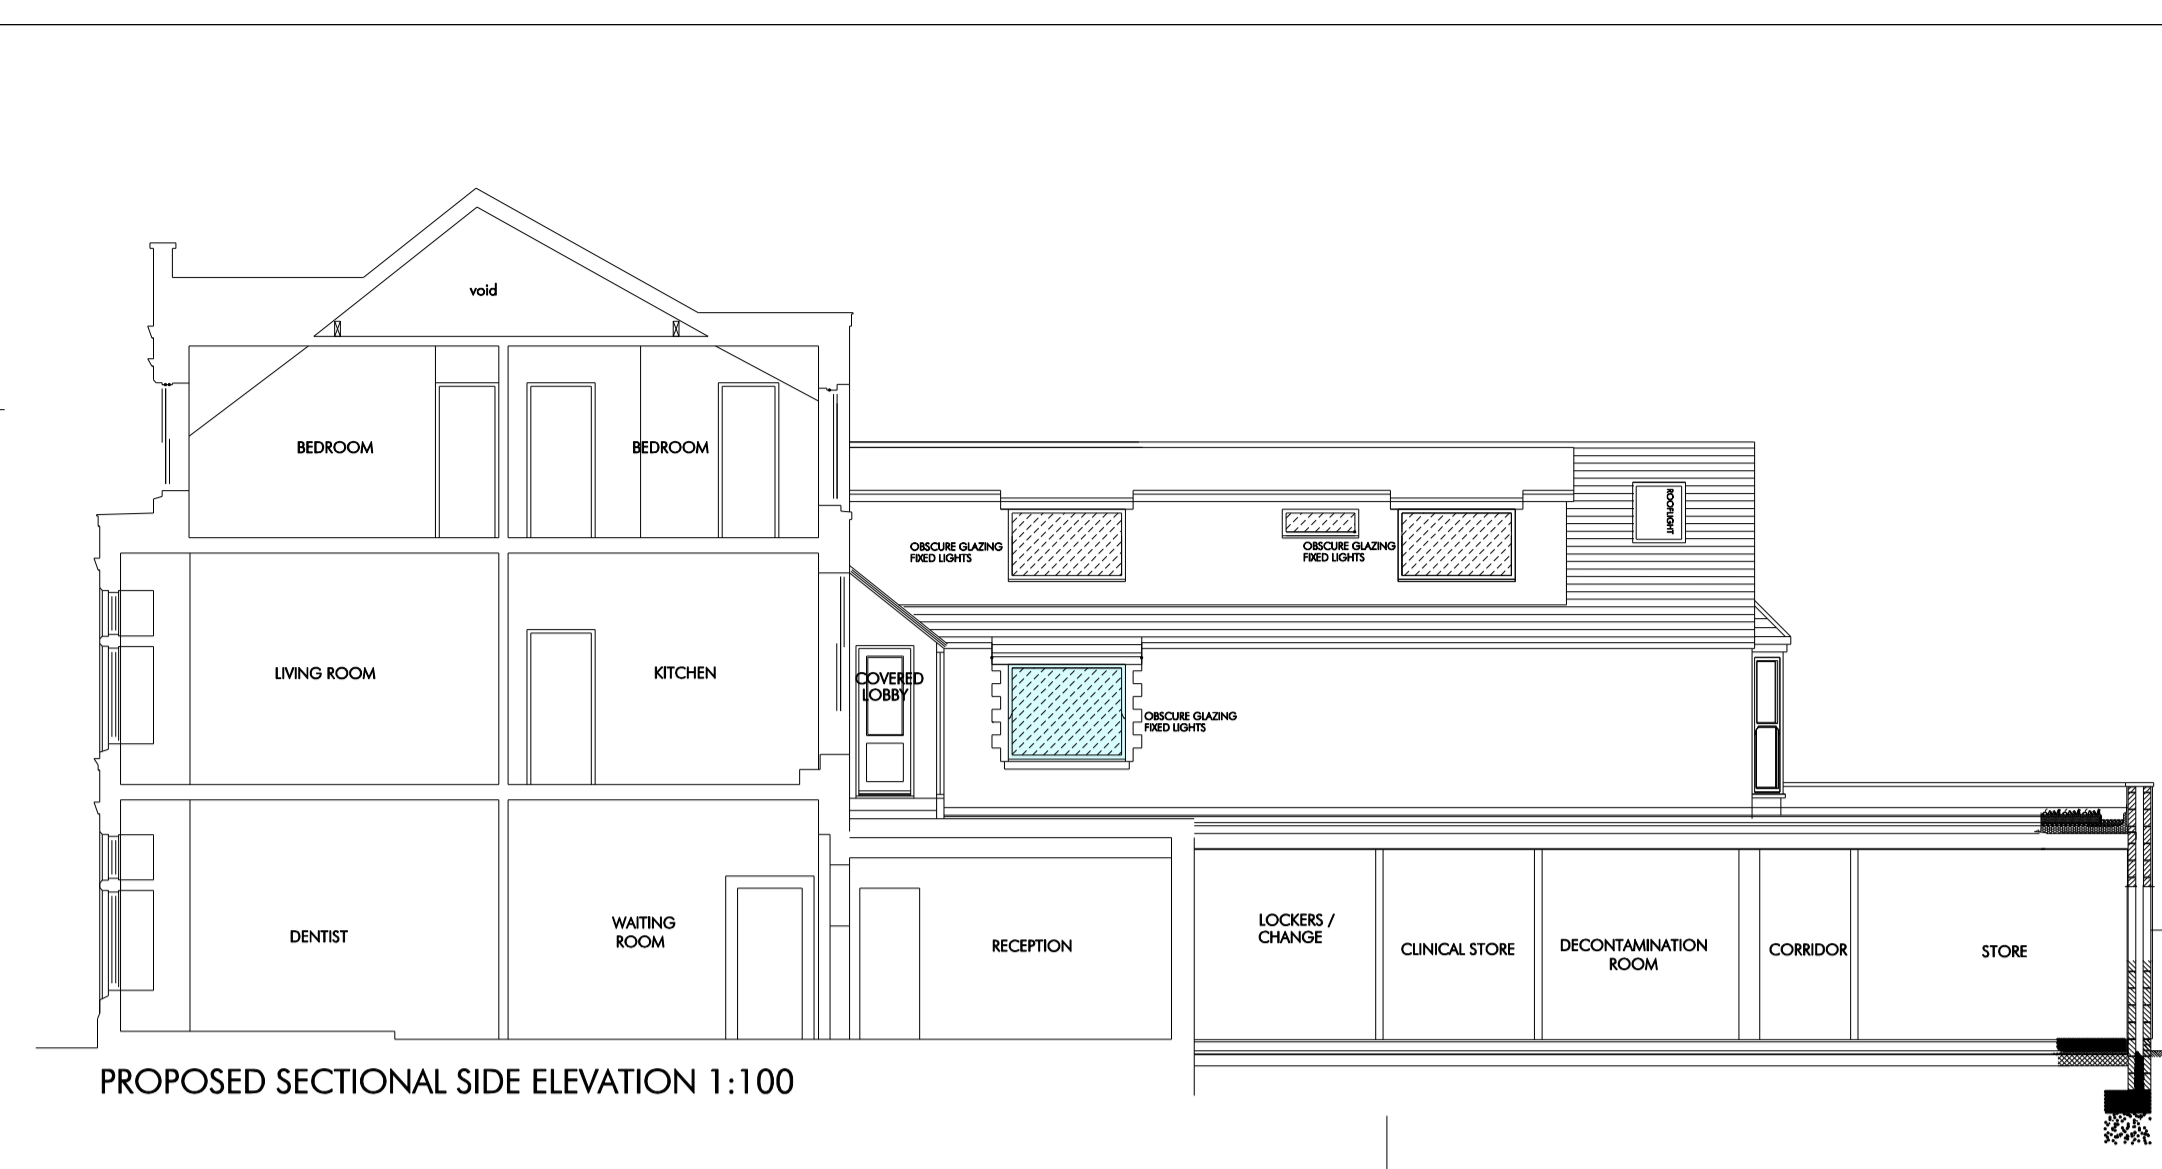 void
BEDROOM
BEDROOM
ROOFLIGHT
OBSCURE GLAZING
FIXED LIGHTS
OBSCURE GLAZING
FIXED LIGHTS
LIVING ROOM
KITCHEN
COVERED
LOBBY
OBSCURE GLAZING
FIXED LIGHTS
DENTIST
WAITING
ROOM
RECEPTION
LOCKERS /
CHANGE
CLINICAL STORE
DECONTAMINATION
ROOM
CORRIDOR
STORE
PROPOSED SECTIONAL SIDE ELEVATION 1:100